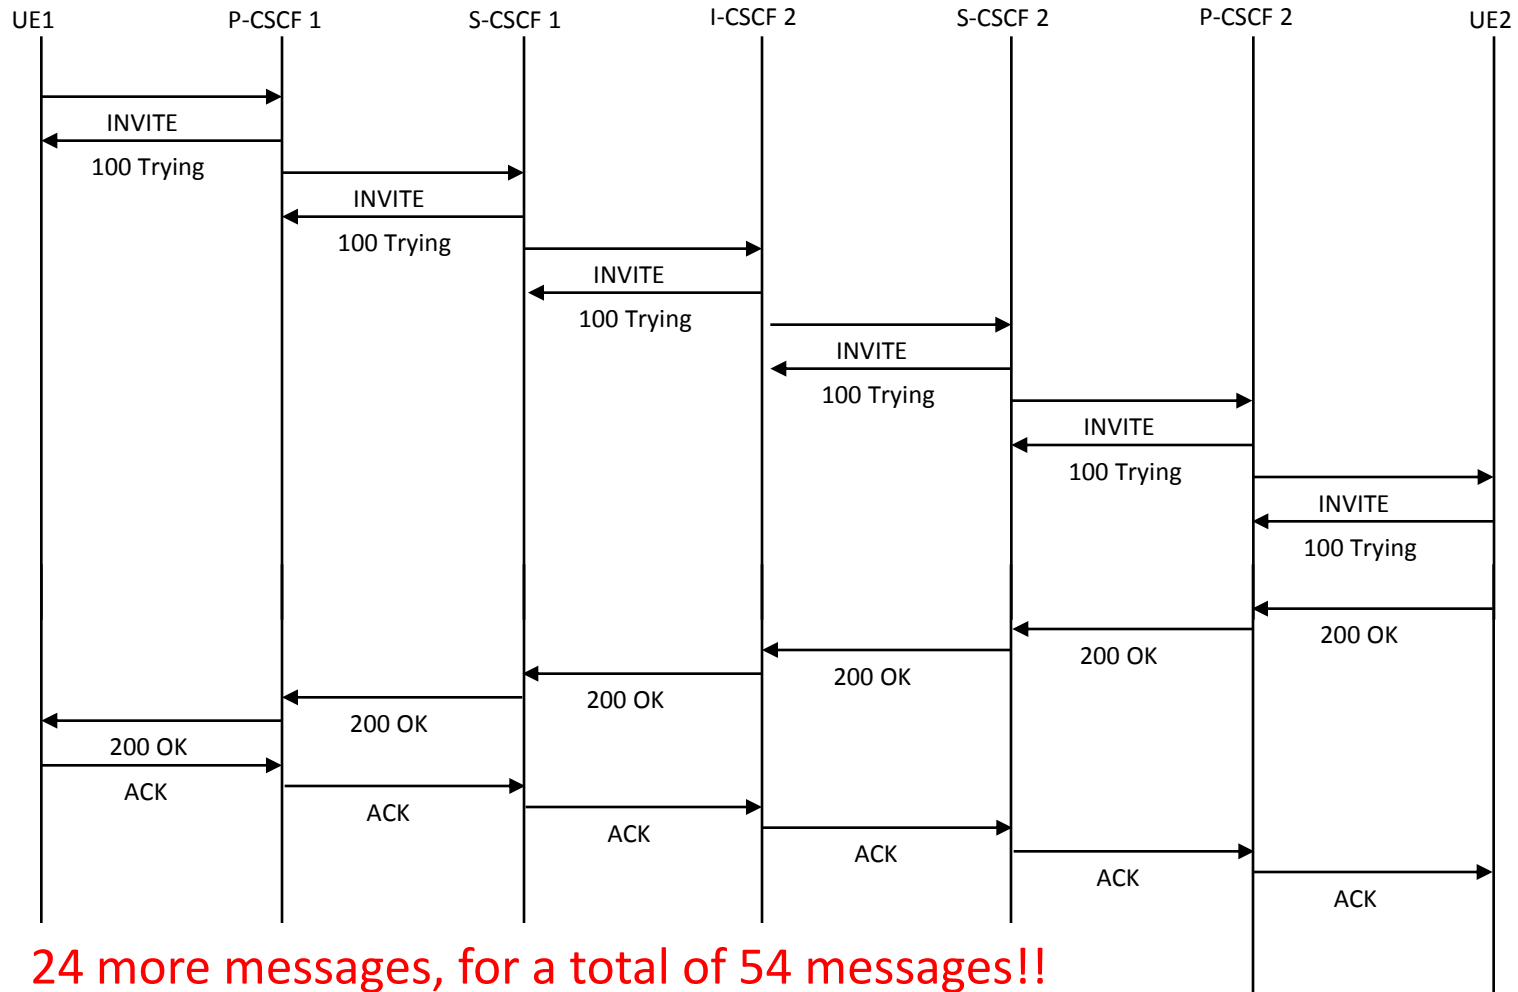 UE1 P-CSCF 1 S-CSCF 1 I-CSCF 2 S-CSCF 2 P-CSCF 2 UE2
INVITE
100 Trying
INVITE
100 Trying
INVITE
100 Trying
INVITE
100 Trying
INVITE
100 Trying
INVITE
100 Trying
200 OK
200 OK
200 OK
200 OK
200 OK
200 OK
ACK
ACK
ACK
ACK
ACK
ACK
24 more messages, for a total of 54 messages!!